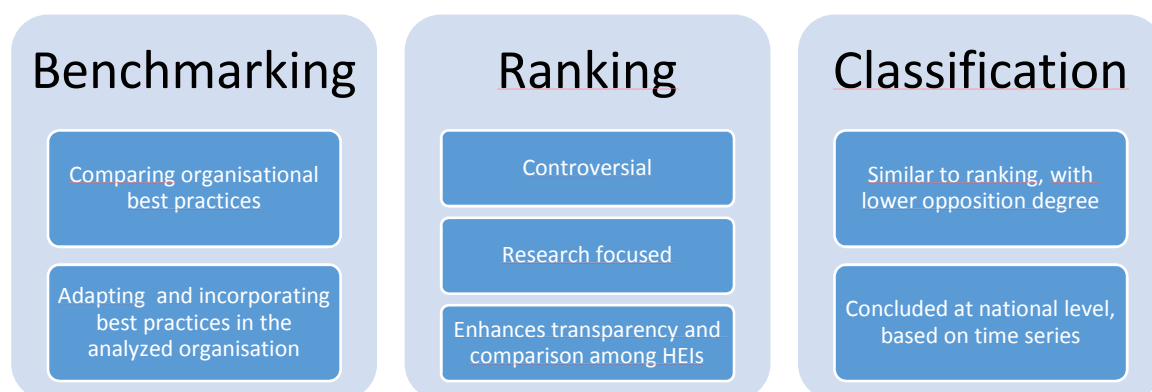 Benchmarking
Comparing organisational
best practices
Adapting  and incorporating
best practices in the
analyzed organisation
Ranking
Controversial
Research focused
Enhances transparency and
comparison among HEIs
Classification
Similar to ranking, with
lower opposition degree
Concluded at national level,
based on time series